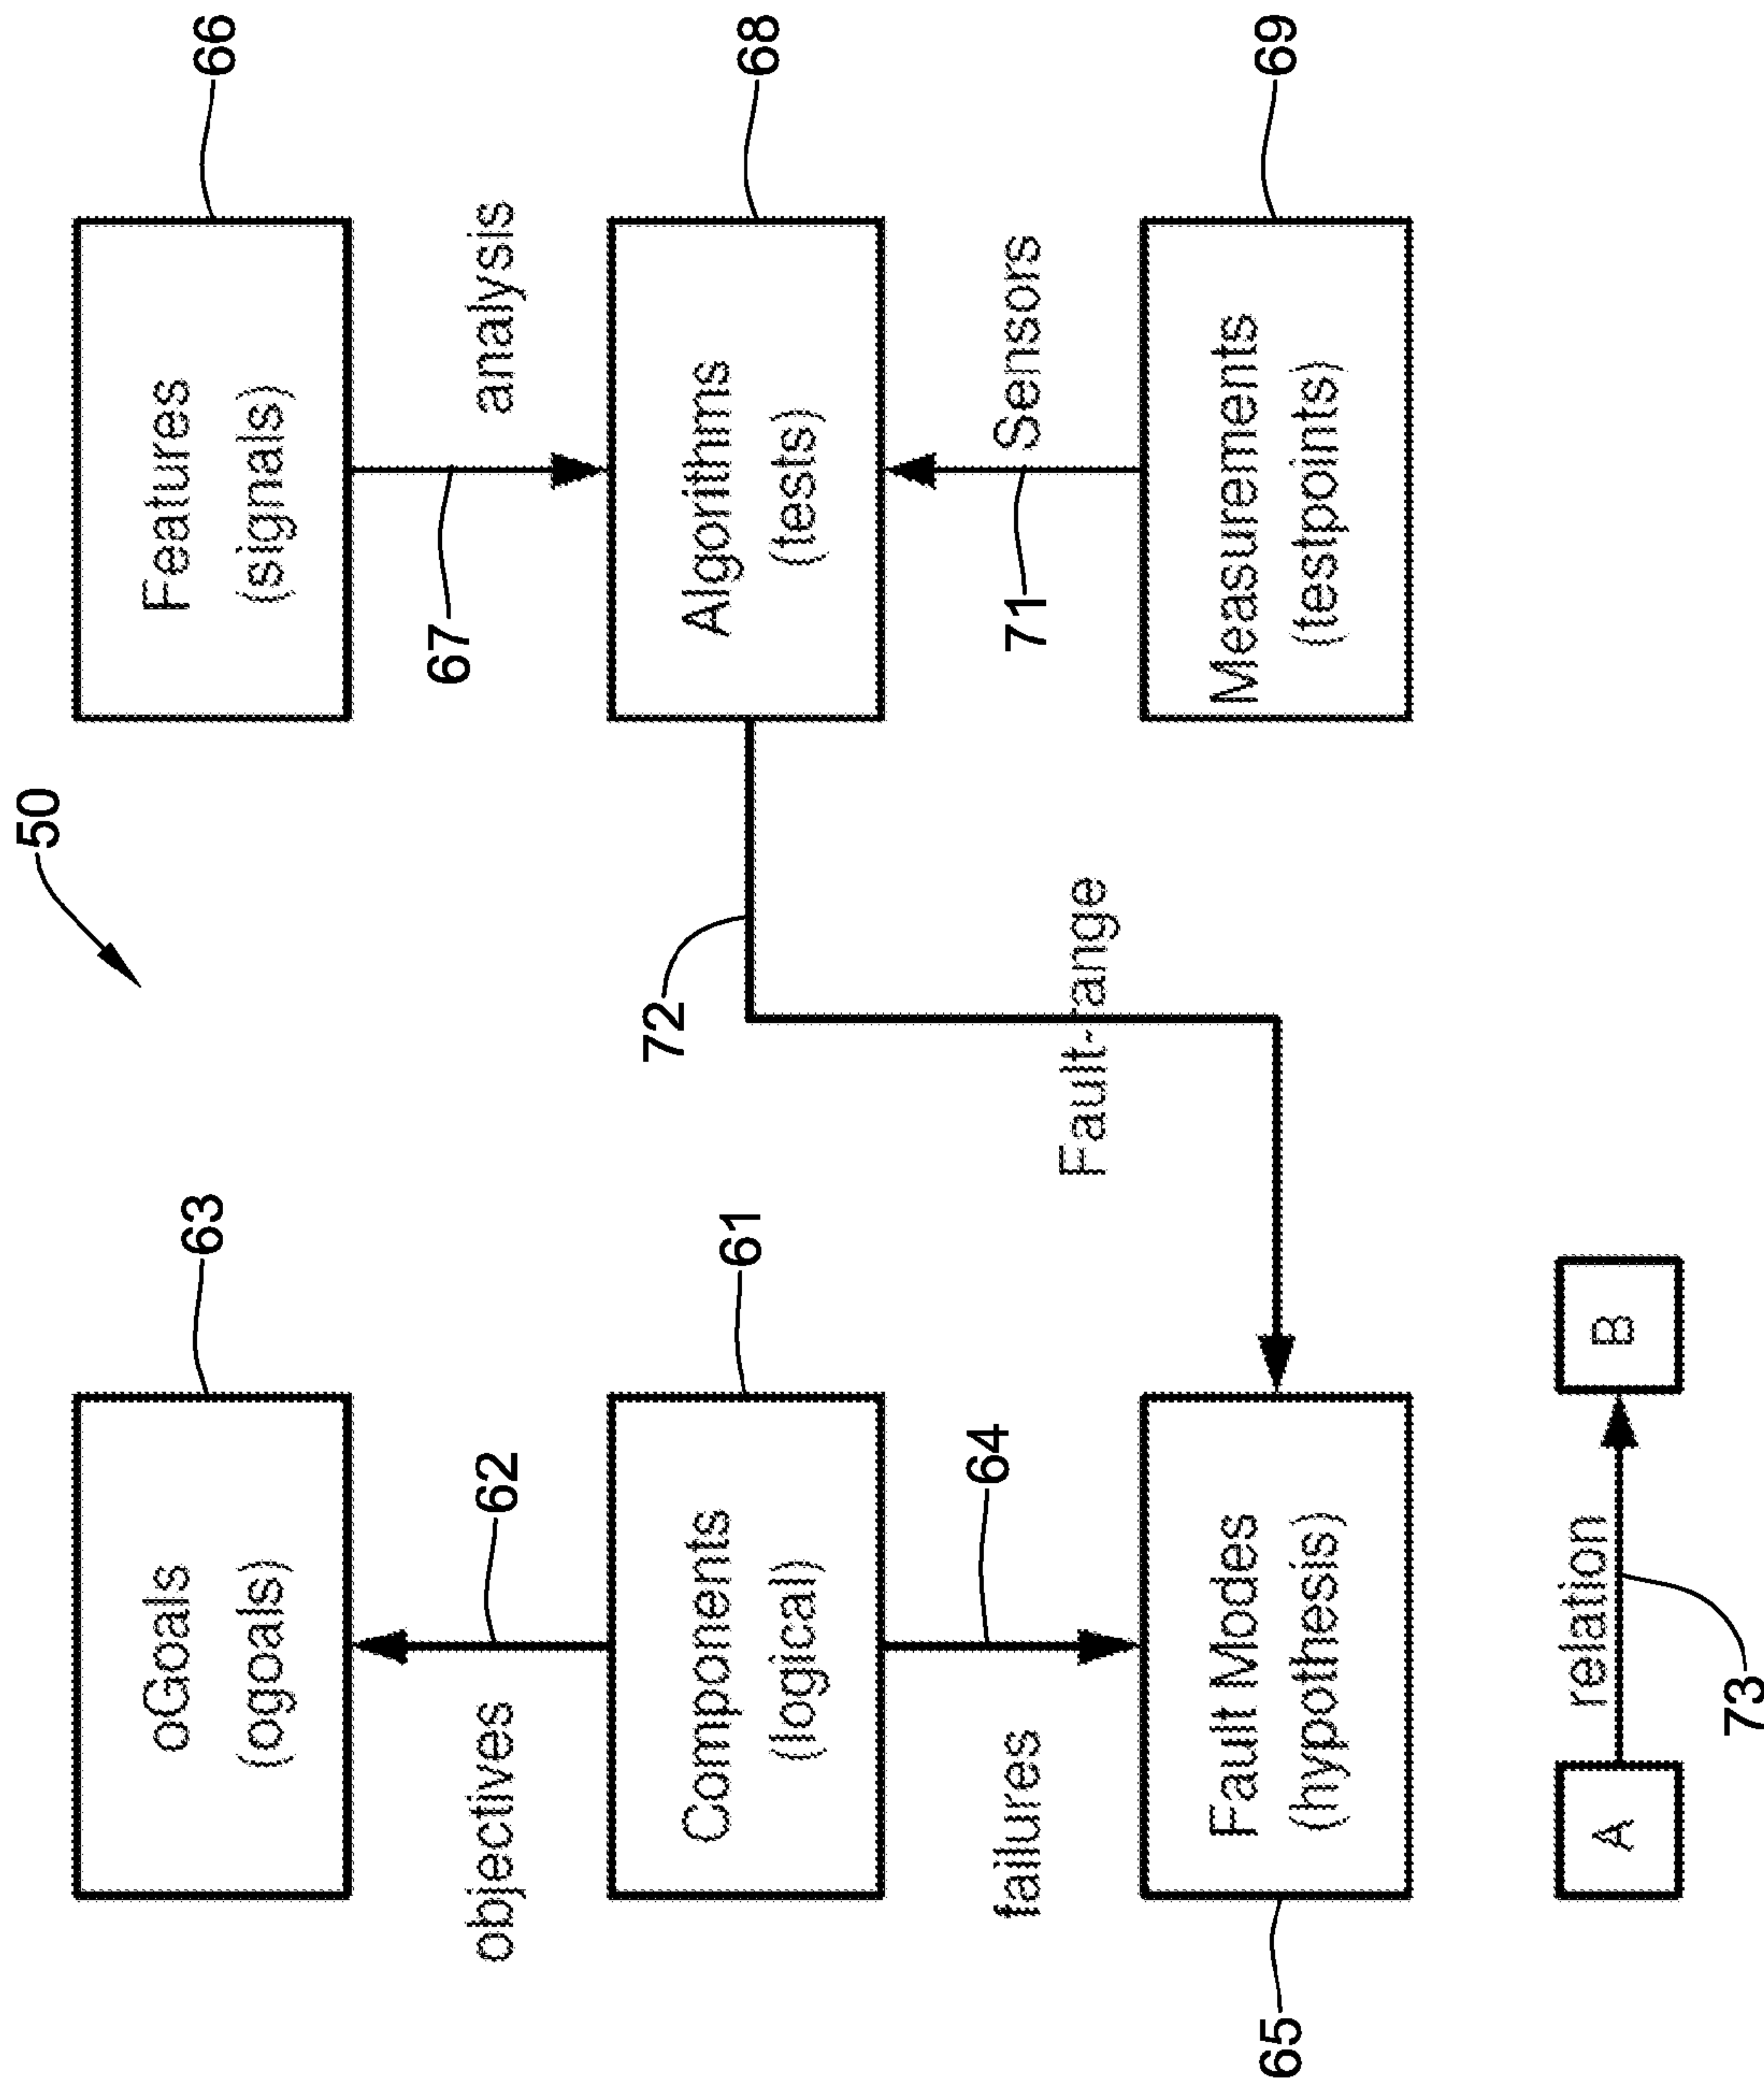 50
63
oGoals
(ogoals)
objectives
62
61
Components
(logical)
failures
64
65
Fault Modes
(hypothesis)
66
Features
(signals)
67
analysis
68
Algorithms
(tests)
71
Sensors
69
Measurements
(testpoints)
72
Fault-range
A
relation
B
73